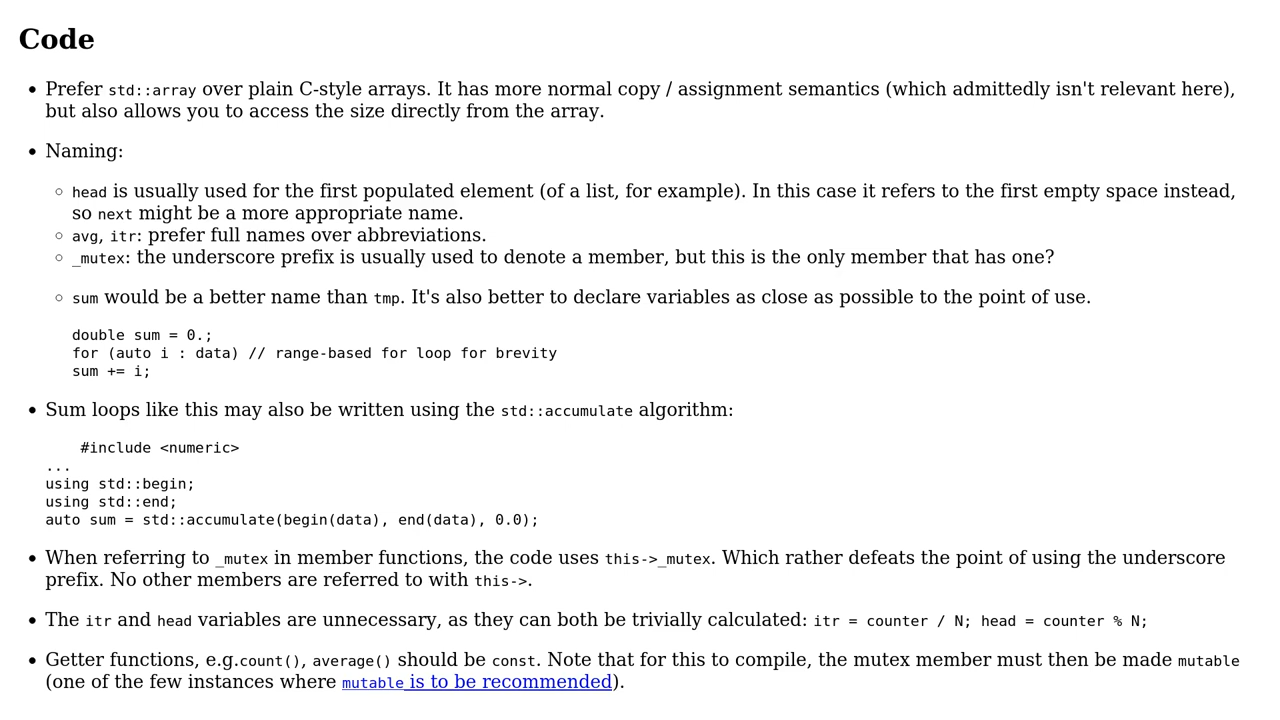 Code
• Prefer std::array over plain C-style arrays. It has more normal copy / assignment semantics (which admittedly isn't relevant here),
but also allows you to access the size directly from the array.
• Naming:
◦ head is usually used for the first populated element (of a list, for example). In this case it refers to the first empty space instead,
so next might be a more appropriate name.
◦ avg, itr: prefer full names over abbreviations.
◦ _mutex: the underscore prefix is usually used to denote a member, but this is the only member that has one?
◦ sum would be a better name than tmp. It's also better to declare variables as close as possible to the point of use.
double sum = 0.;
for (auto i : data) // range-based for loop for brevity
sum += i;
• Sum loops like this may also be written using the std::accumulate algorithm:
#include <numeric>
...
using std::begin;
using std::end;
auto sum = std::accumulate(begin(data), end(data), 0.0);
• When referring to _mutex in member functions, the code uses this->_mutex. Which rather defeats the point of using the underscore
prefix. No other members are referred to with this->.
• The itr and head variables are unnecessary, as they can both be trivially calculated: itr = counter / N; head = counter % N;
• Getter functions, e.g.count(), average() should be const. Note that for this to compile, the mutex member must then be made mutable
(one of the few instances where mutable is to be recommended).